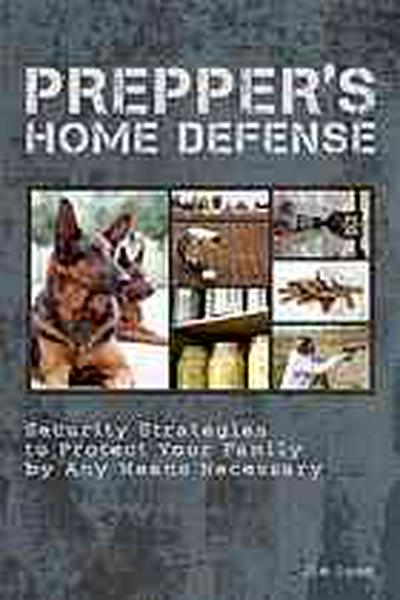 PREPPER'S
HOME DEFENSE
Security Strategies
to Protect Your Family
by Any Means Necessary